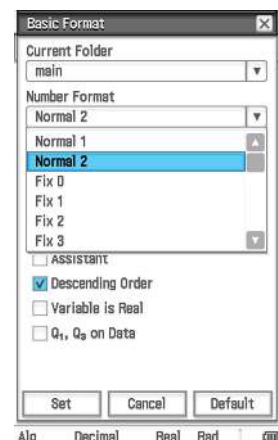 Basic Format
Current Folder
main
Number Format
Normal 2
Normal 1
Normal 2
Fix 0
Fix 1
Fix 2
Fix 3
Assistant
Descending Order
Variable is Real
Q₁, Q₃ on Data
Set Cancel Default
Alg Decimal Real Rad